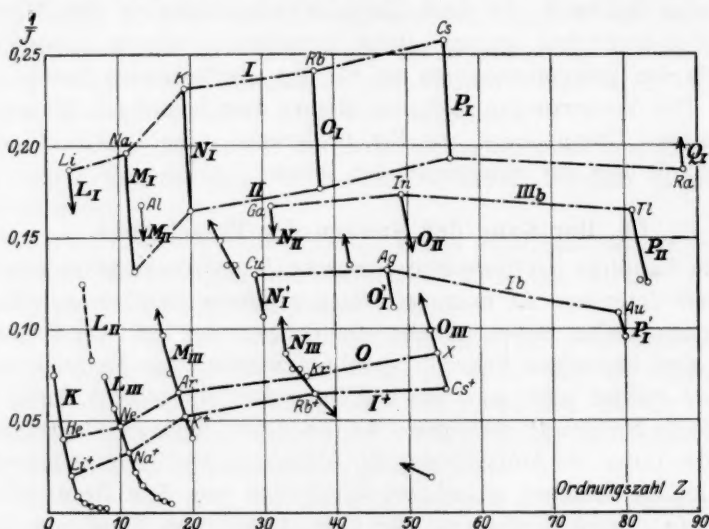 1/J
0,25
0,20
0,15
0,10
0,05
0 10 20 30 40 50 60 70 80 90
Ordnungszahl Z
Cs
Rb
K I
O_I P_I
N_I
Na
Li M_I
L_I
II
Q_I
Ra
Al
M_II
Ga In III_b Tl
N_II O_II
P_II
Cu Ag
N_I' O_I' Ib Au
P_I'
L_II M_III N_III O_III
O X
K L_III Ar Kr
He Ne K+ Rb+ I+ Cs+
Li+ Na+